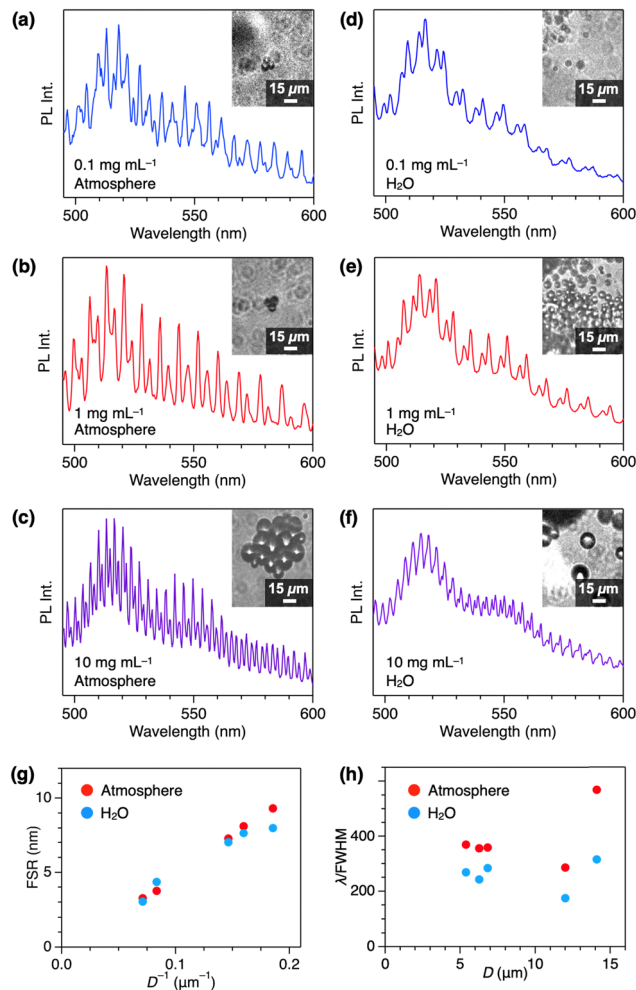 (a)
PL Int.
15 µm
0.1 mg mL–1
Atmosphere
500 550 600
Wavelength (nm)
(d)
PL Int.
15 µm
0.1 mg mL–1
H2O
500 550 600
Wavelength (nm)
(b)
PL Int.
15 µm
1 mg mL–1
Atmosphere
500 550 600
Wavelength (nm)
(e)
PL Int.
15 µm
1 mg mL–1
H2O
500 550 600
Wavelength (nm)
(c)
PL Int.
15 µm
10 mg mL–1
Atmosphere
500 550 600
Wavelength (nm)
(f)
PL Int.
15 µm
10 mg mL–1
H2O
500 550 600
Wavelength (nm)
(g)
Atmosphere
H2O
FSR (nm)
10
5
0
0.0 0.1 0.2
D–1 (µm–1)
(h)
Atmosphere
H2O
λ/FWHM
400
200
0
0 5 10 15
D (µm)